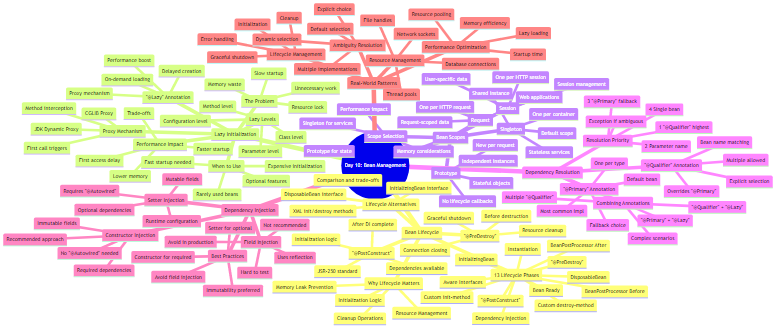 Explicit choice
Cleanup
File handles
Resource pooling
Initialization
Default selection
Memory efficiency
Error handling
Dynamic selection
Network sockets
Lazy loading
Ambiguity Resolution
Performance Optimization
Graceful shutdown
Lifecycle Management
Resource Management
Startup time
Multiple implementations
Database connections
Real-World Patterns
Thread pools
Performance boost
Delayed creation
Slow startup
On-demand loading
Memory waste
Unnecessary work
Proxy mechanism
"@Lazy" Annotation
The Problem
Resource lock
Method interception
CGLIB Proxy
Trade-offs
Method level
Configuration level
Lazy Levels
JDK Dynamic Proxy
Proxy Mechanism
Lazy Initialization
Class level
First call triggers
Performance Impact
Faster startup
Parameter level
First access delay
Fast startup needed
When to Use
Expensive initialization
Lower memory
Optional features
Rarely used beans
User-specific data
One per HTTP session
Shared instance
Session management
Web applications
Performance Impact
One per HTTP request
Session
One per container
Singleton for services
Request-scoped data
Request
Singleton
Default scope
Scope Selection
Bean Scopes
Stateless services
Prototype for state
Memory considerations
New per request
Independent instances
Prototype
Stateful objects
No lifecycle callbacks
Day 10: Bean Management
3 "@Primary" fallback
4 Single bean
Exception if ambiguous
1 "@Qualifier" highest
Resolution Priority
2 Parameter name
Bean name matching
One per type
"@Qualifier" Annotation
Multiple allowed
Dependency Resolution
Default bean
Explicit selection
"@Primary" Annotation
Overrides "@Primary"
Multiple "@Qualifier"
Combining Annotations
"@Qualifier" + "@Lazy"
Most common impl
"@Primary" + "@Lazy"
Fallback choice
Complex scenarios
Mutable fields
Requires "@Autowired"
Setter Injection
Optional dependencies
Dependency Injection
Immutable fields
Runtime configuration
Setter for optional
Not recommended
Recommended approach
Constructor Injection
Avoid in production
Field Injection
No "@Autowired" needed
Constructor for required
Best Practices
Uses reflection
Required dependencies
Avoid field injection
Hard to test
Immutability preferred
Comparison and trade-offs
DisposableBean interface
InitializingBean interface
Lifecycle Alternatives
XML init/destroy methods
Graceful shutdown
Before destruction
After DI complete
Resource cleanup
Bean Lifecycle
"@PreDestroy"
Initialization logic
Connection closing
Instantiation
BeanPostProcessor After
"@PostConstruct"
InitializingBean
"@PreDestroy"
JSR-250 standard
Dependencies available
12 Lifecycle Phases
DisposableBean
Memory Leak Prevention
Why Lifecycle Matters
Aware interfaces
Bean Ready
BeanPostProcessor Before
Initialization Logic
Custom init-method
"@PostConstruct"
Custom destroy-method
Cleanup Operations
Resource Management
Dependency Injection